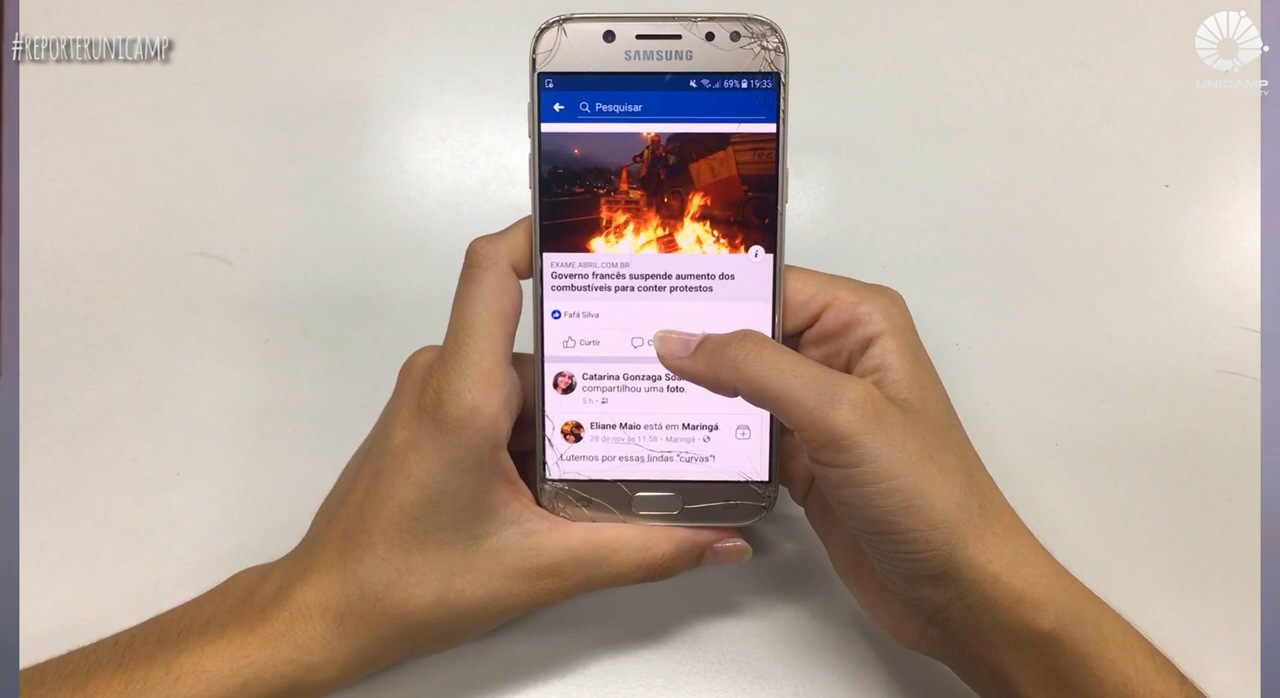 #REPORTERUNICAMP
UNICAMP
TV
SAMSUNG
69% 19:33
Pesquisar
EXAME.ABRIL.COM.BR
Governo francês suspende aumento dos
combustíveis para conter protestos
Fafá Silva
Curtir
Catarina Gonzaga
compartilhou uma foto.
5 h
Eliane Maio está em Maringá.
28 de nov às 11:58 • Maringá •
Lutemos por essas lindas "curvas"!